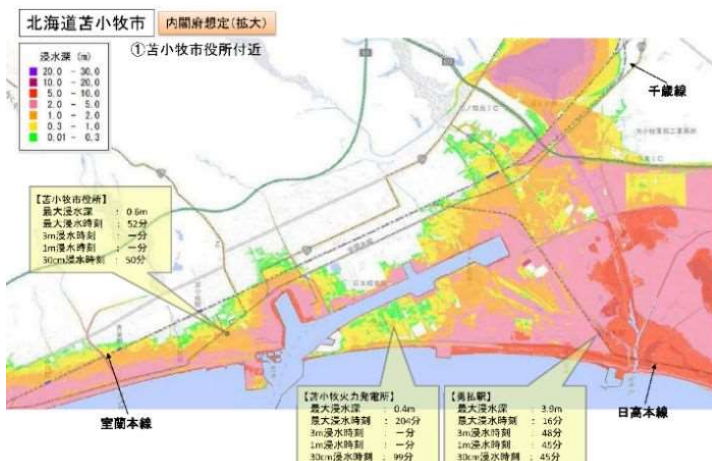 北海道苫小牧市
内閣府想定(拡大)
①苫小牧市役所付近
浸水深 (m)
20.0 - 30.0
10.0 - 20.0
5.0 - 10.0
2.0 - 5.0
1.0 - 2.0
0.3 - 1.0
0.01 - 0.3
千歳線
【苫小牧市役所】
最大浸水深 : 0.6m
最大浸水時刻 : 52分
3m浸水時刻 : ー分
1m浸水時刻 : ー分
30cm浸水時刻 : 50分
室蘭本線
【苫小牧火力発電所】
最大浸水深 : 0.4m
最大浸水時刻 : 204分
3m浸水時刻 : ー分
1m浸水時刻 : ー分
30cm浸水時刻 : 99分
【勇払駅】
最大浸水深 : 3.9m
最大浸水時刻 : 16分
3m浸水時刻 : 48分
1m浸水時刻 : 45分
30cm浸水時刻 : 45分
日高本線